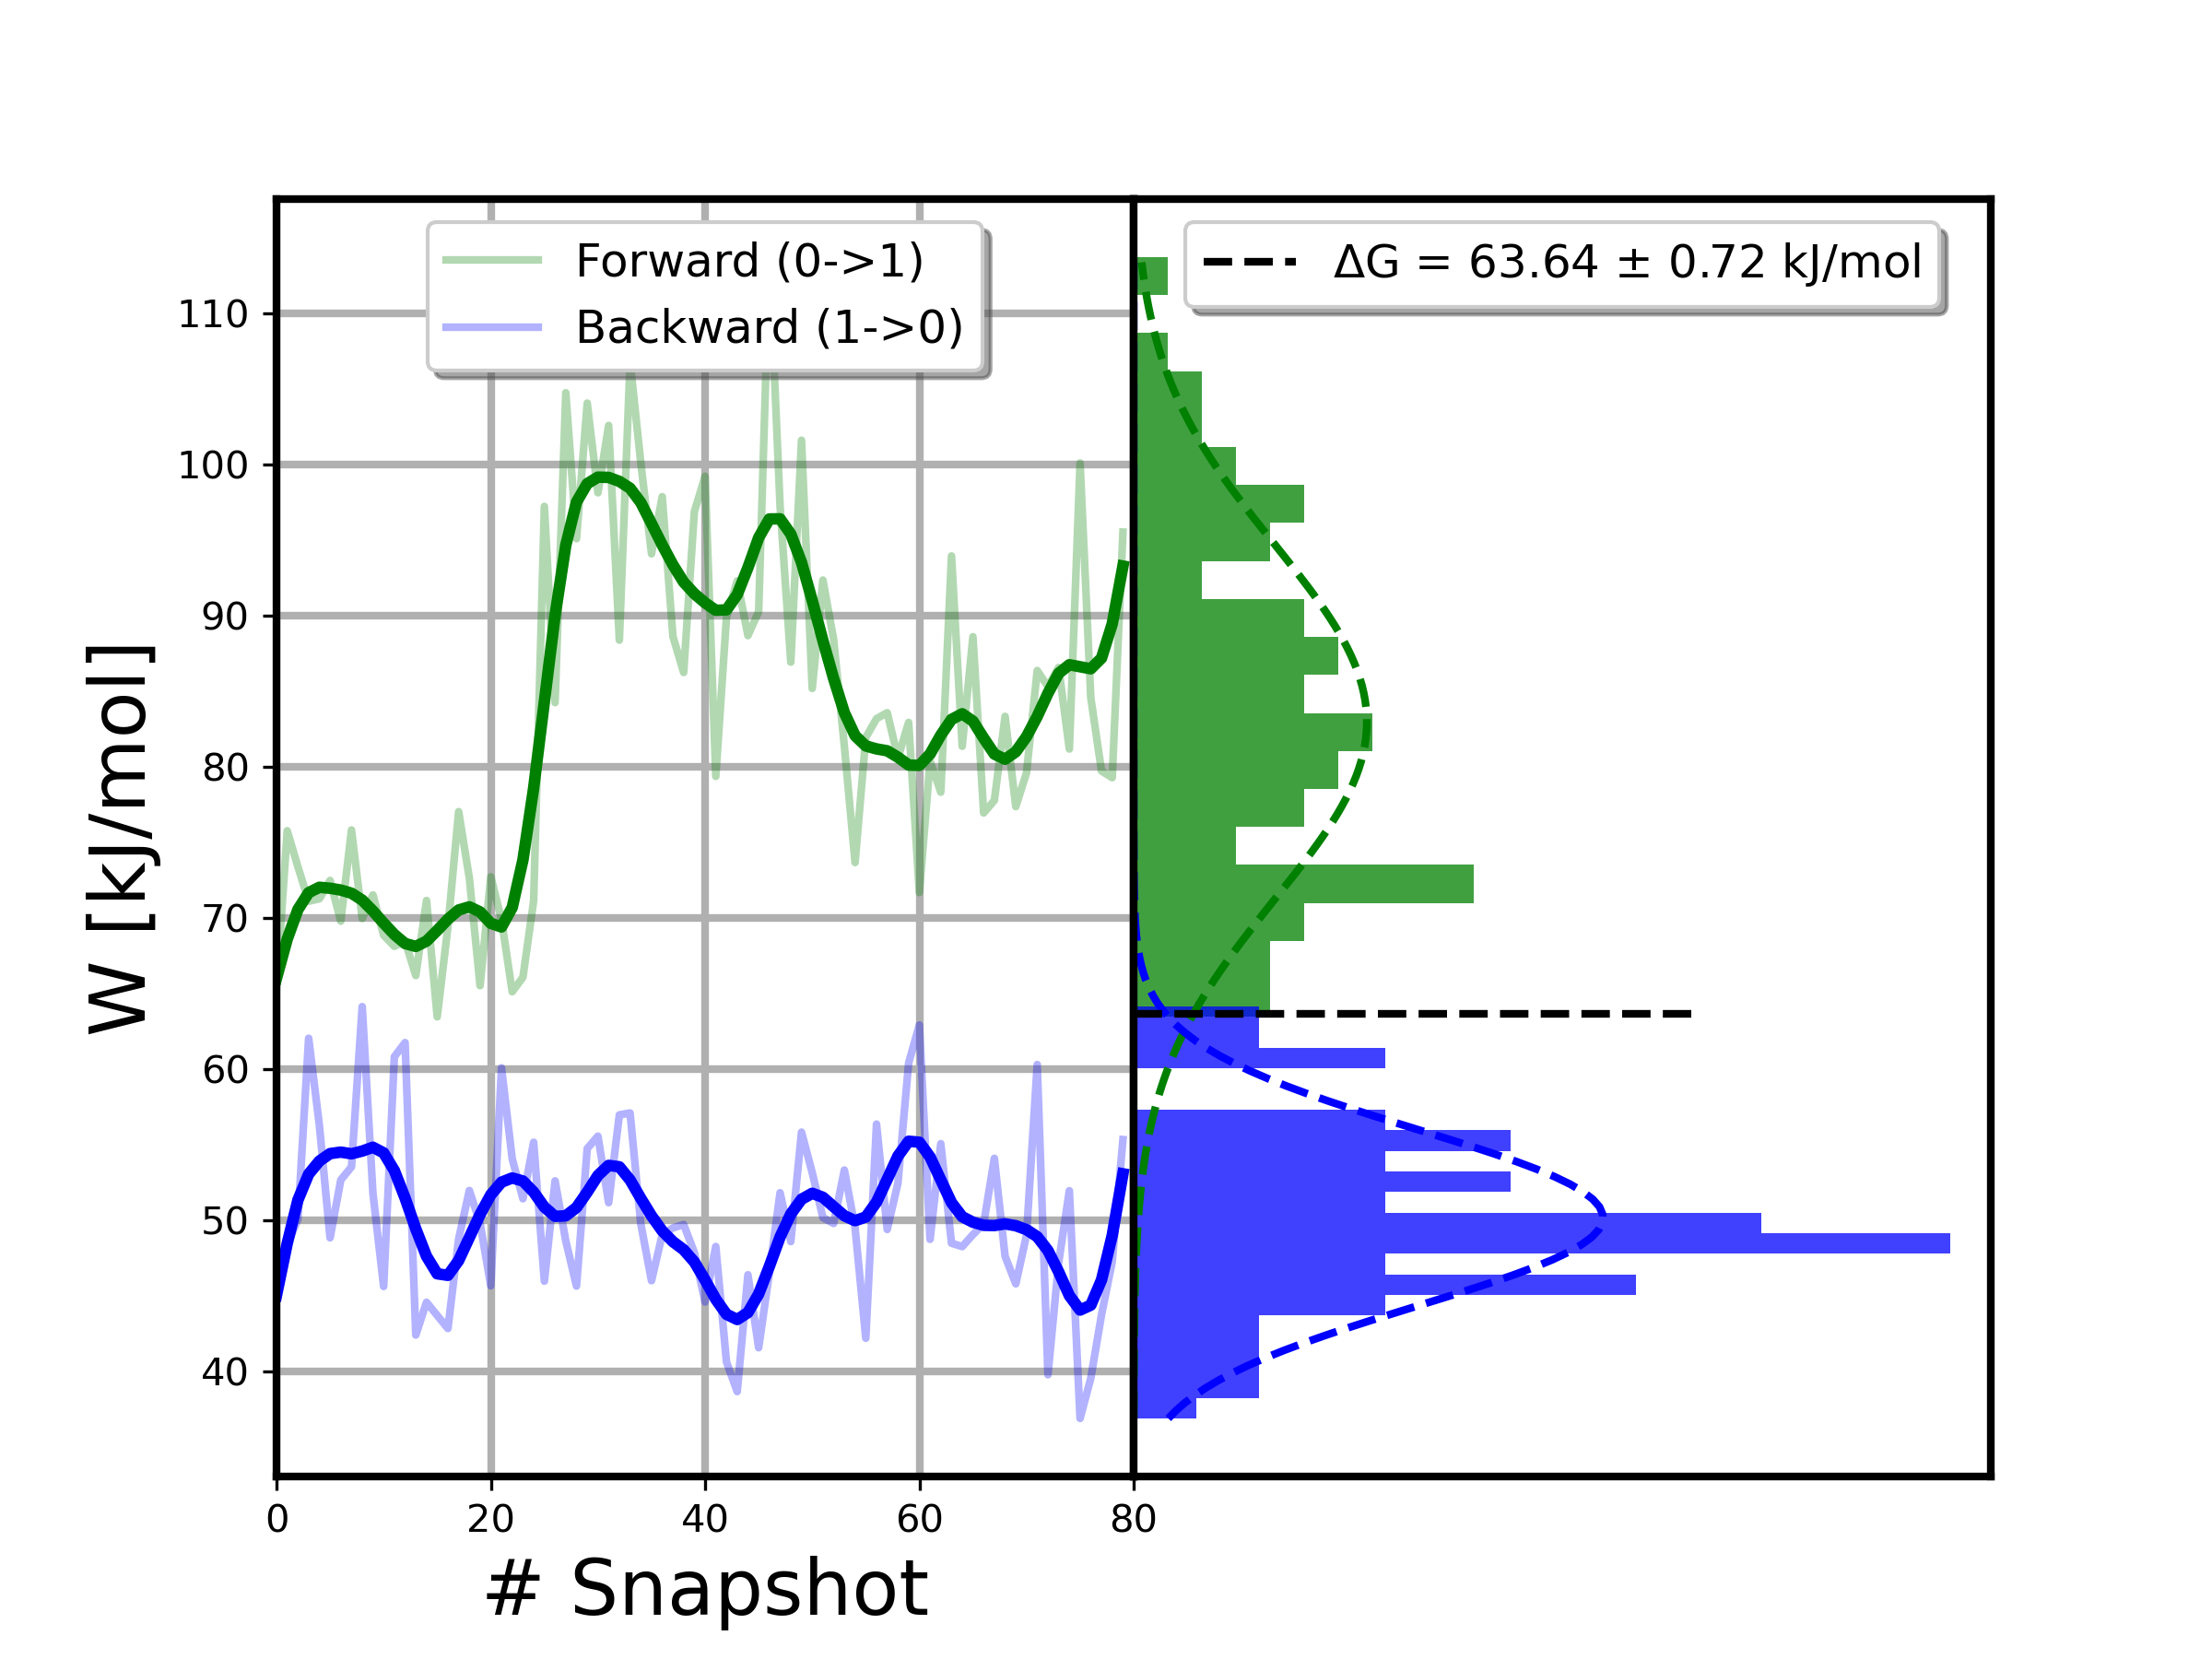 Forward (0->1)
Backward (1->0)
ΔG = 63.64 ± 0.72 kJ/mol
W [kJ/mol]
110
100
90
80
70
60
50
40
0 20 40 60 80
# Snapshot